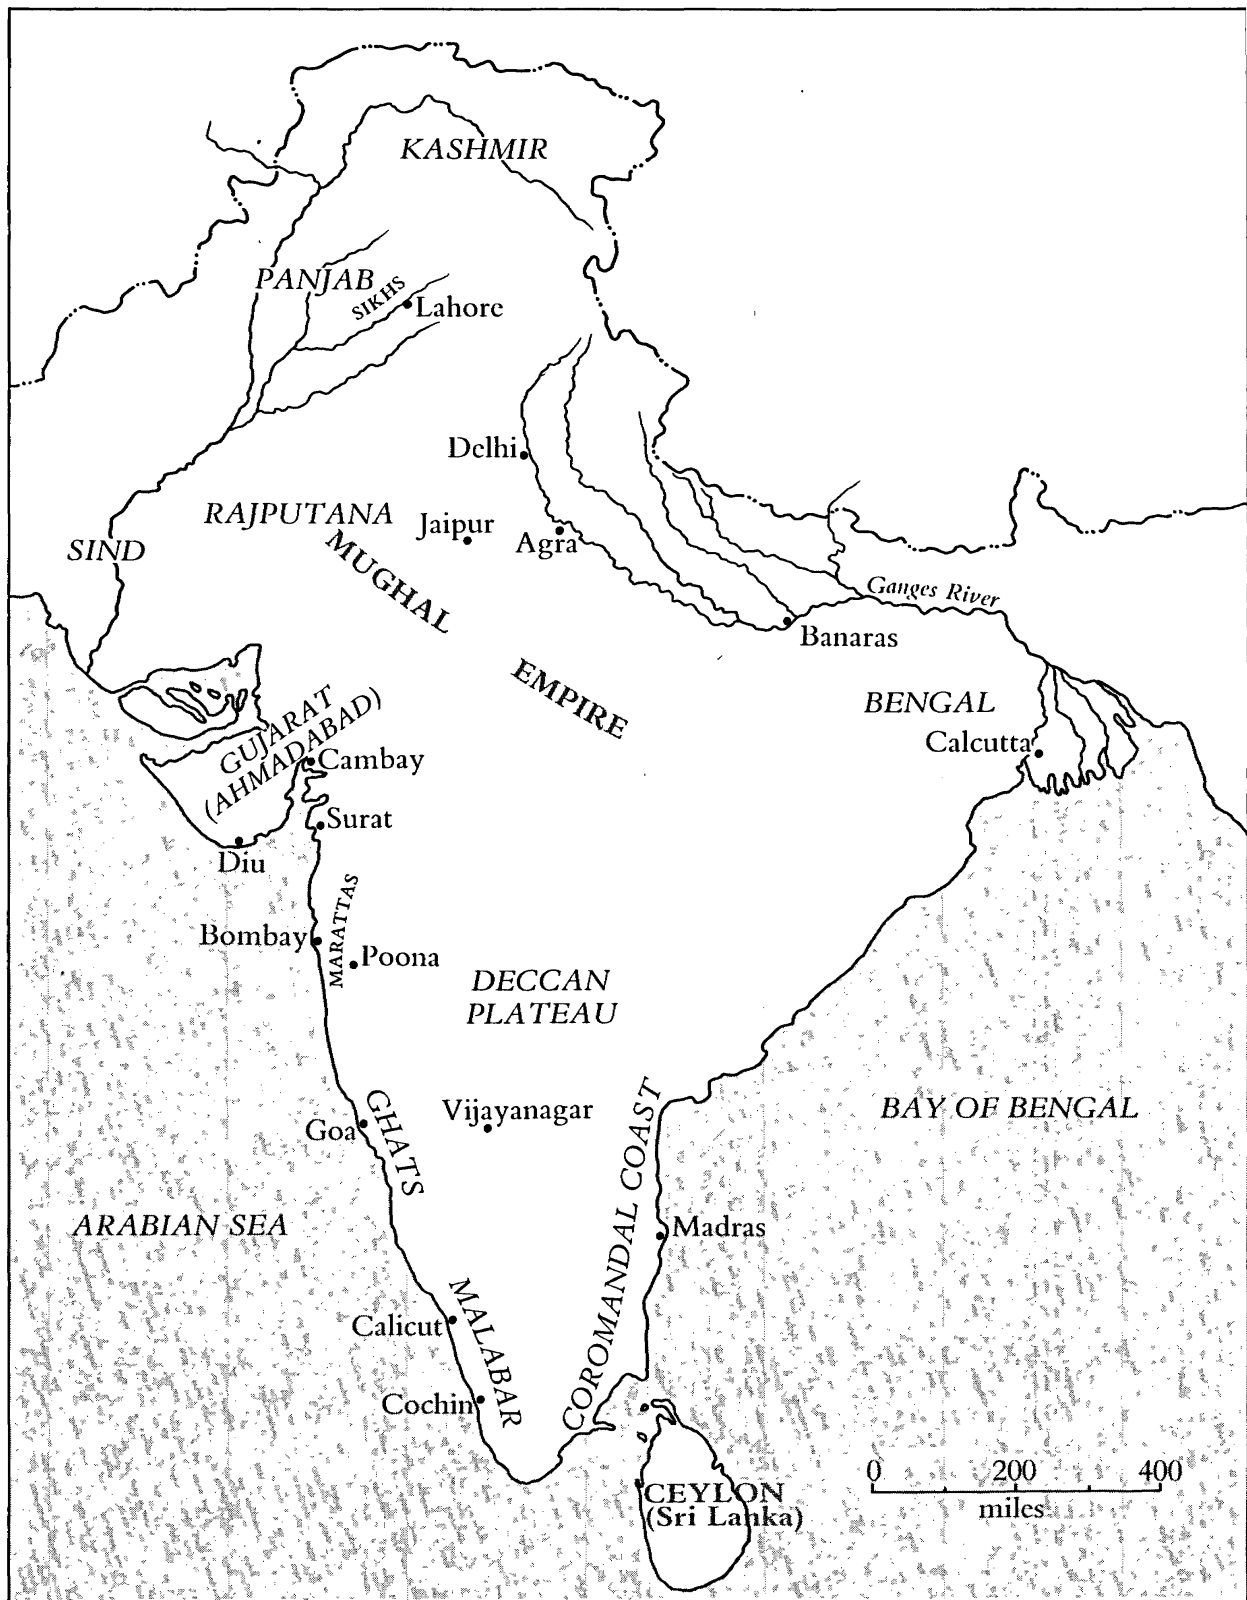 KASHMIR
PANJAB
SIKHS
Lahore
Delhi
RAJPUTANA
Jaipur
Agra
SIND
MUGHAL
EMPIRE
Ganges River
Banaras
BENGAL
Calcutta
GUJARAT
(AHMADABAD)
Cambay
Surat
Diu
MARATTAS
Bombay
Poona
DECCAN
PLATEAU
GHATS
Vijayanagar
Goa
COROMANDAL COAST
BAY OF BENGAL
ARABIAN SEA
Madras
MALABAR
Calicut
Cochin
0 200 400
miles
CEYLON
(Sri Lanka)